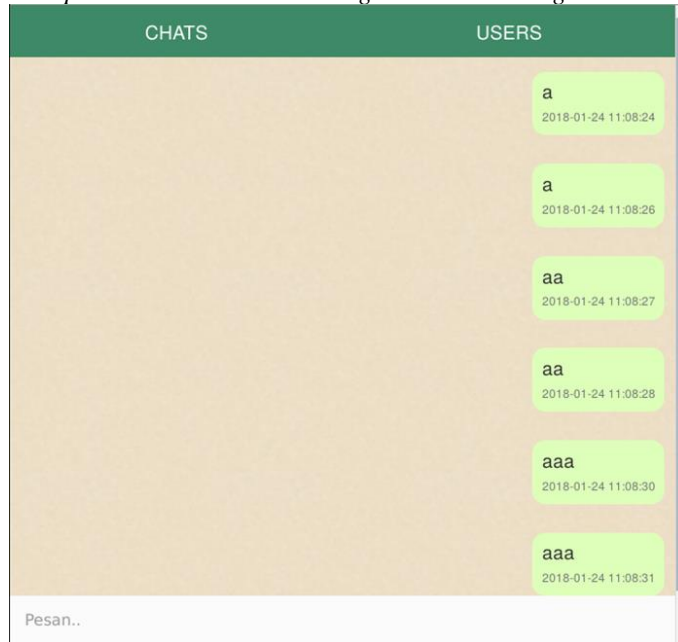 CHATS USERS
a
2018-01-24 11:08:24
a
2018-01-24 11:08:26
aa
2018-01-24 11:08:27
aa
2018-01-24 11:08:28
aaa
2018-01-24 11:08:30
aaa
2018-01-24 11:08:31
Pesan..